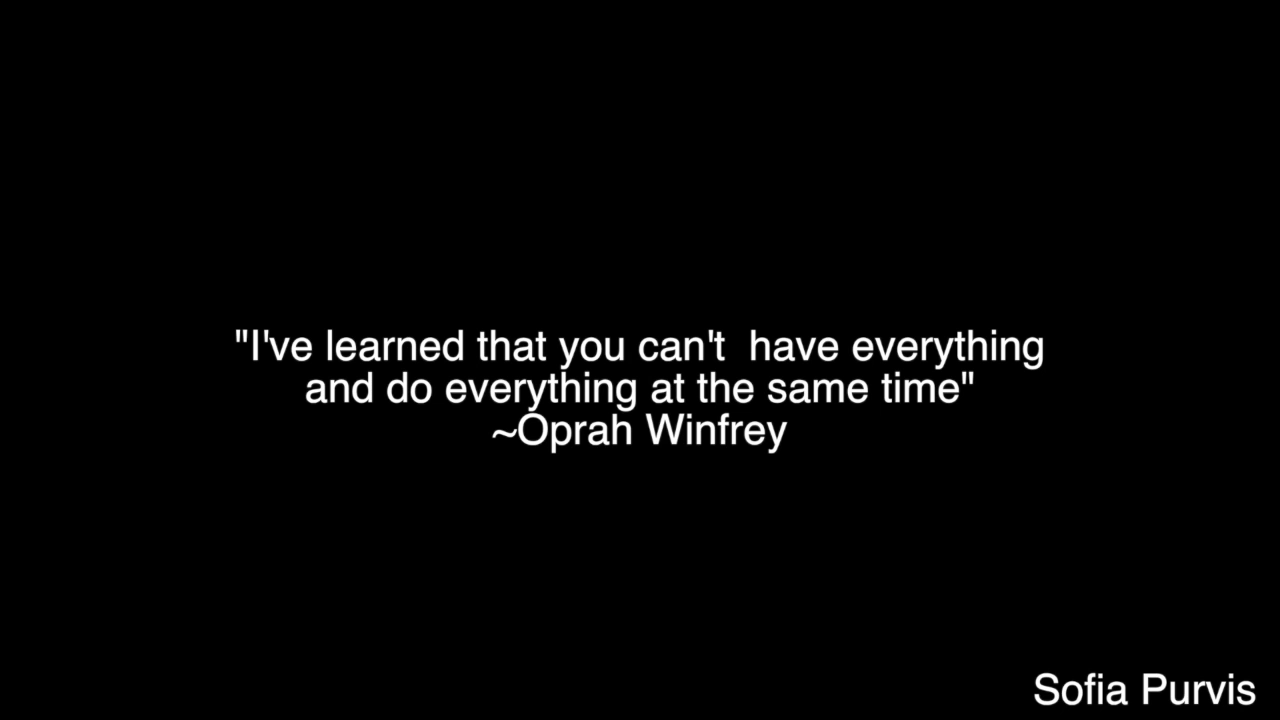 "I've learned that you can't  have everything
and do everything at the same time"
~Oprah Winfrey
Sofia Purvis